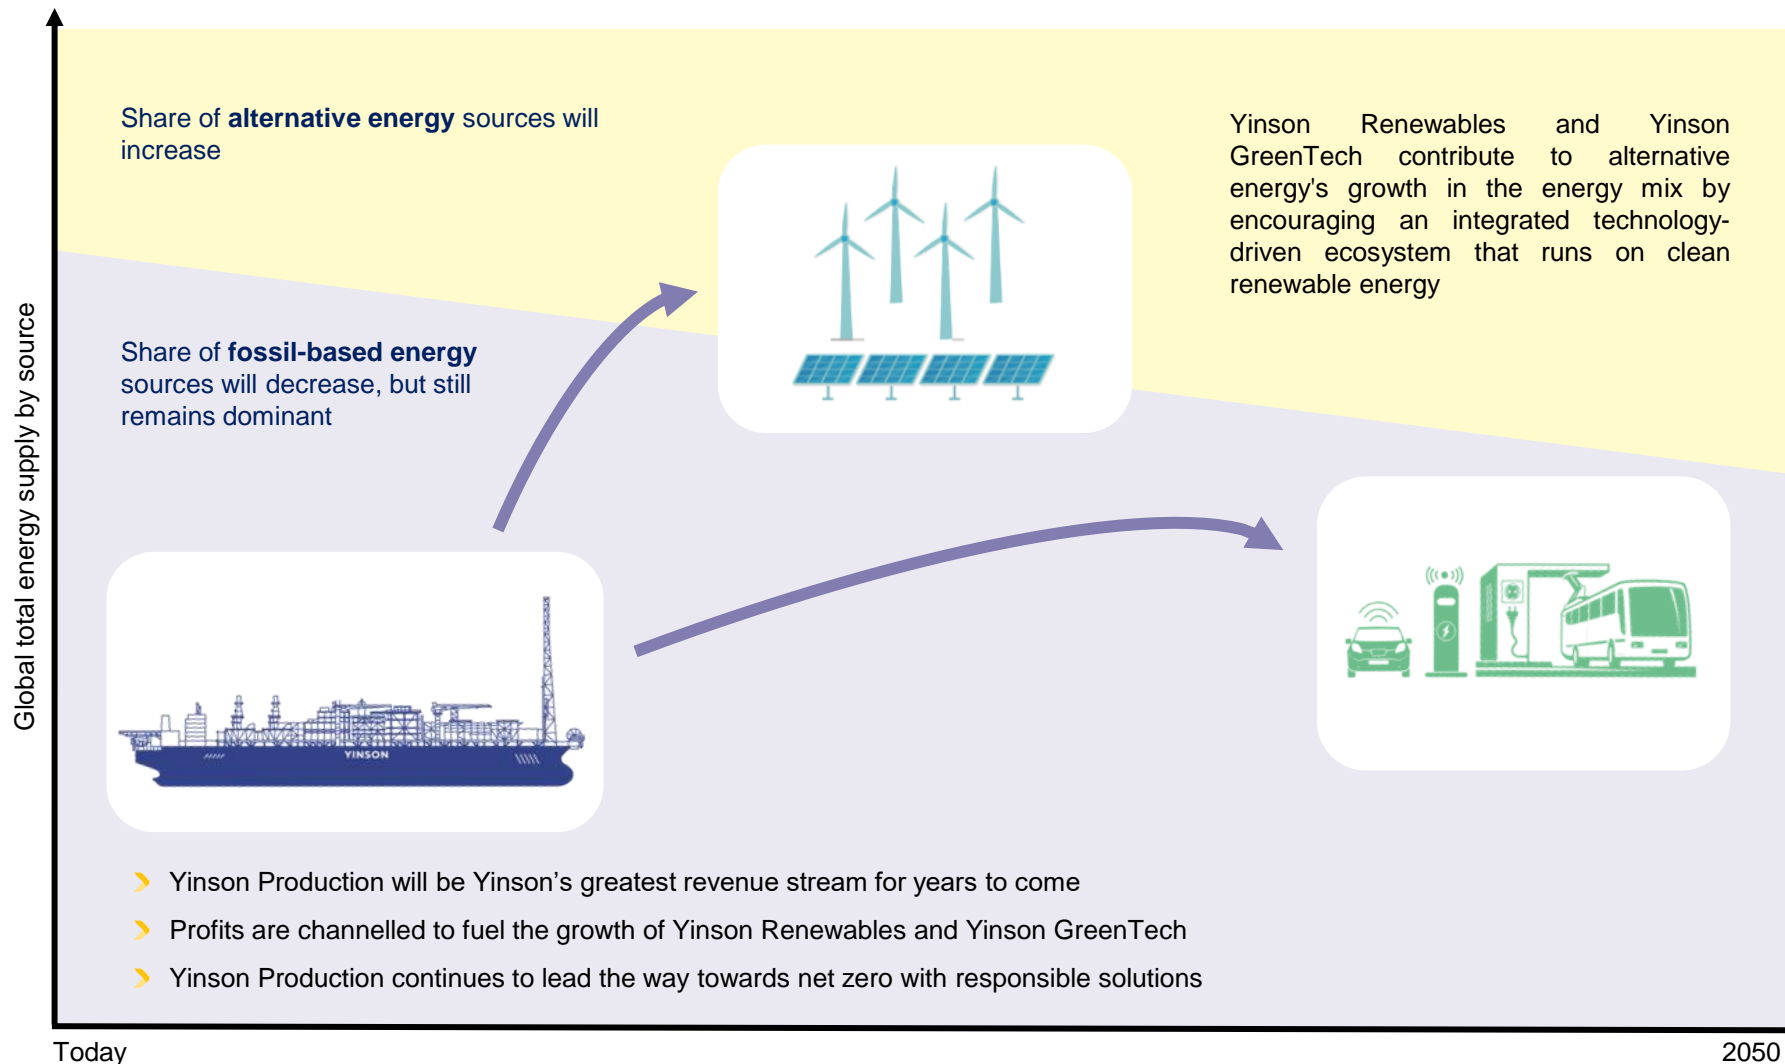 Share of alternative energy sources will
increase
Yinson Renewables and Yinson
GreenTech contribute to alternative
energy's growth in the energy mix by
encouraging an integrated technology-
driven ecosystem that runs on clean
renewable energy
Global total energy supply by source
Share of fossil-based energy
sources will decrease, but still
remains dominant
YINSON
Yinson Production will be Yinson’s greatest revenue stream for years to come
Profits are channelled to fuel the growth of Yinson Renewables and Yinson GreenTech
Yinson Production continues to lead the way towards net zero with responsible solutions
Today
2050